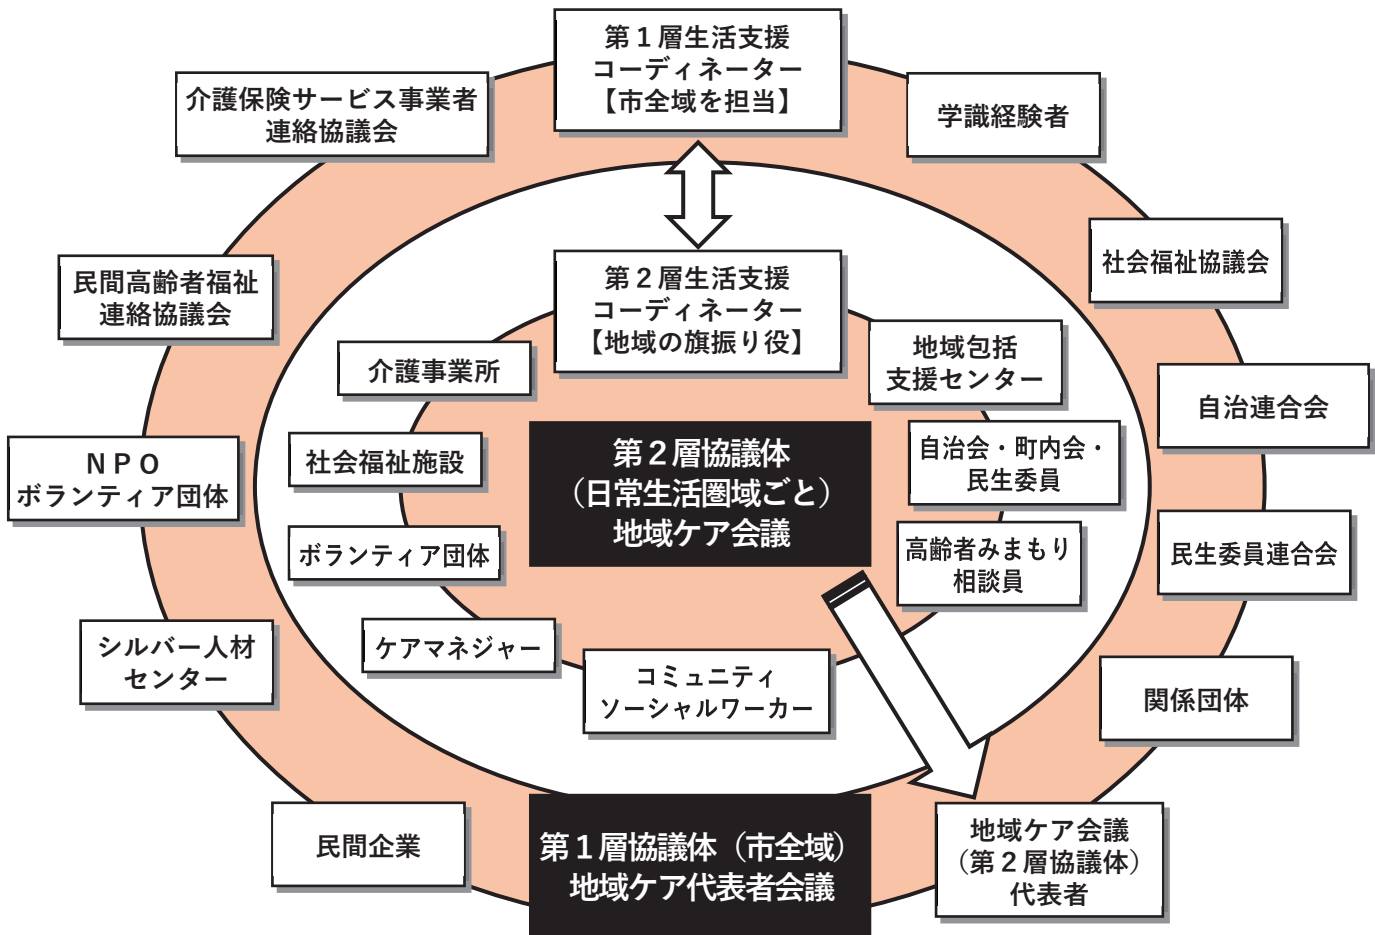 第１層生活支援
コーディネーター
【市全域を担当】
介護保険サービス事業者
連絡協議会
学識経験者
民間高齢者福祉
連絡協議会
社会福祉協議会
第２層生活支援
コーディネーター
【地域の旗振り役】
介護事業所
地域包括
支援センター
自治連合会
ＮＰＯ
ボランティア団体
社会福祉施設
第２層協議体
（日常生活圏域ごと）
地域ケア会議
自治会・町内会・
民生委員
ボランティア団体
高齢者みまもり
相談員
民生委員連合会
シルバー人材
センター
ケアマネジャー
コミュニティ
ソーシャルワーカー
関係団体
民間企業
第１層協議体（市全域）
地域ケア代表者会議
地域ケア会議
（第２層協議体）
代表者